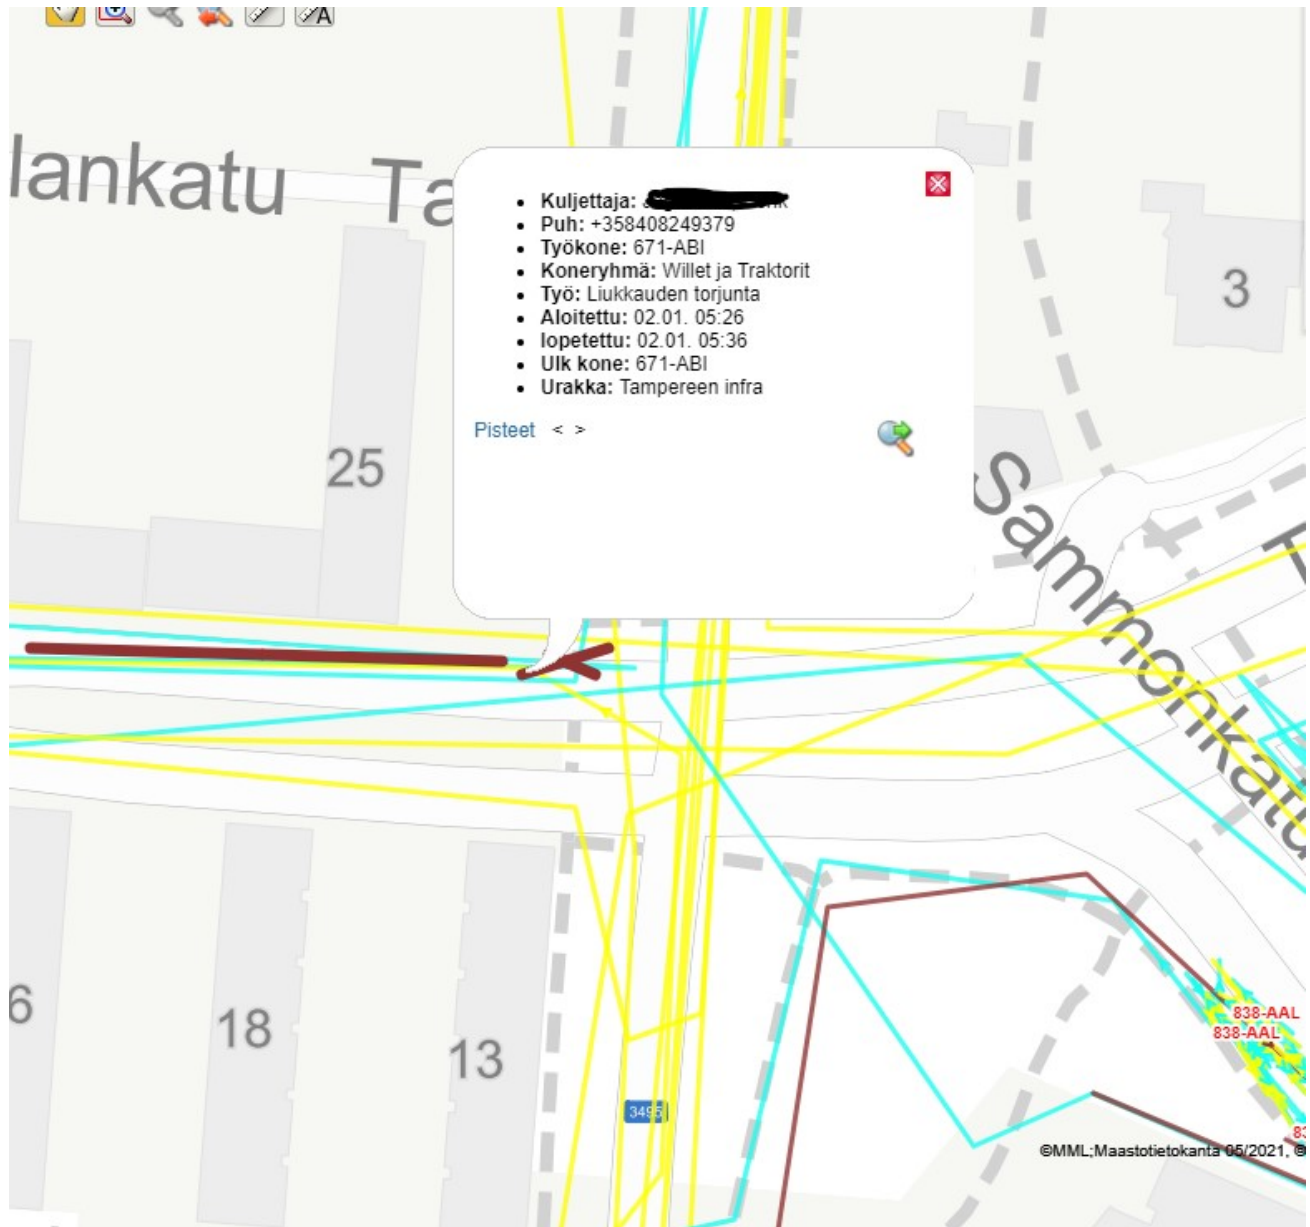 A
lankatu Ta
Kuljettaja:
Puh: +358408249379
Työkone: 671-ABI
Koneryhmä: Willet ja Traktorit
Työ: Liukkauden torjunta
Aloitettu: 02.01. 05:26
lopetettu: 02.01. 05:36
Ulk kone: 671-ABI
Urakka: Tampereen infra
Pisteet < >
3
25
Sammonkatu
6
18
13
3495
838-AAL
838-AAL
83
©MML;Maastotietokanta 05/2021, ©